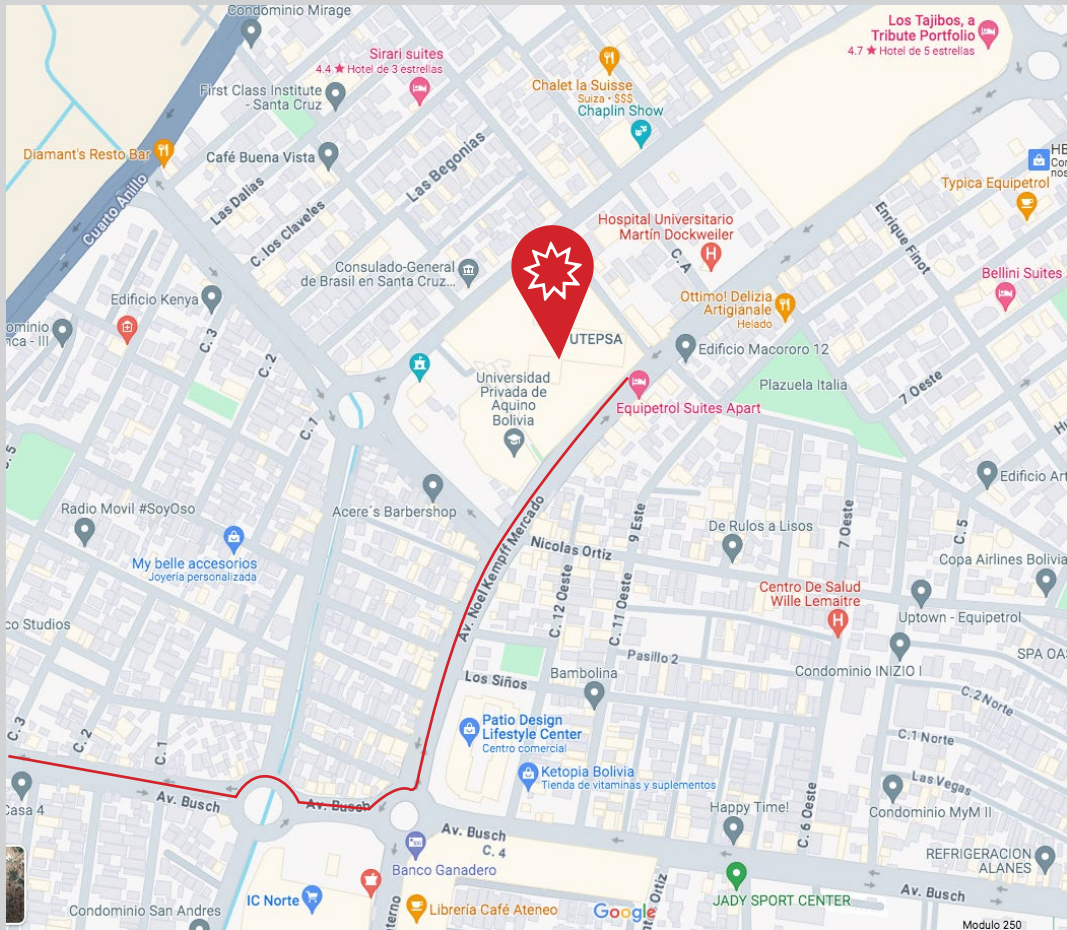 Condominio Mirage
Los Tajibos, a
Tribute Portfolio
4.7 ★ Hotel de 5 estrellas
Sirari suites
4.4 ★ Hotel de 3 estrellas
Chalet la Suisse
Suiza · $$$
Chaplin Show
First Class Institute
- Santa Cruz
Diamant's Resto Bar
Café Buena Vista
Las Begonias
Las Dalias
C. los Claveles
Cuarto Anillo
HE
Typica Equipetrol
Enrique Finot
Hospital Universitario
Martín Dockweiler
C. A
Consulado-General
de Brasil en Santa Cruz...
Bellini Suites
Edificio Kenya
Ottimo! Delizia
Artigianale
Helado
UTEPSA
Edificio Macororo 12
C. 3
C. 2
C. 1
Universidad
Privada de
Aquino
Bolivia
Plazuela Italia
7 Oeste
Equipetrol Suites Apart
C. 5
Edificio Art
Radio Movil #SoyOso
Acere´s Barbershop
Av. Noel Kempff Mercado
9 Este
7 Oeste
C. 5
De Rulos a Lisos
My belle accesorios
Joyería personalizada
Nicolas Ortiz
Copa Airlines Bolivia
C. 12 Oeste
C. 11 Oeste
Centro De Salud
Wille Lemaitre
co Studios
Uptown - Equipetrol
SPA OAS
Pasillo 2
Condominio INIZIO I
Los Siños
Bambolina
C. 2 Norte
Patio Design
Lifestyle Center
Centro comercial
C. 3
C. 2
C. 1
C. 1 Norte
Ketopia Bolivia
Tienda de vitaminas y suplementos
Las Vegas
Casa 4
Av. Busch
Av. Busch
Happy Time!
C. 6 Oeste
Condominio MyM II
Av. Busch
C. 4
Banco Ganadero
REFRIGERACION
ALANES
JADY SPORT CENTER
Av. Busch
IC Norte
Condominio San Andres
Librería Café Ateneo
Google
Ortiz
Modulo 250